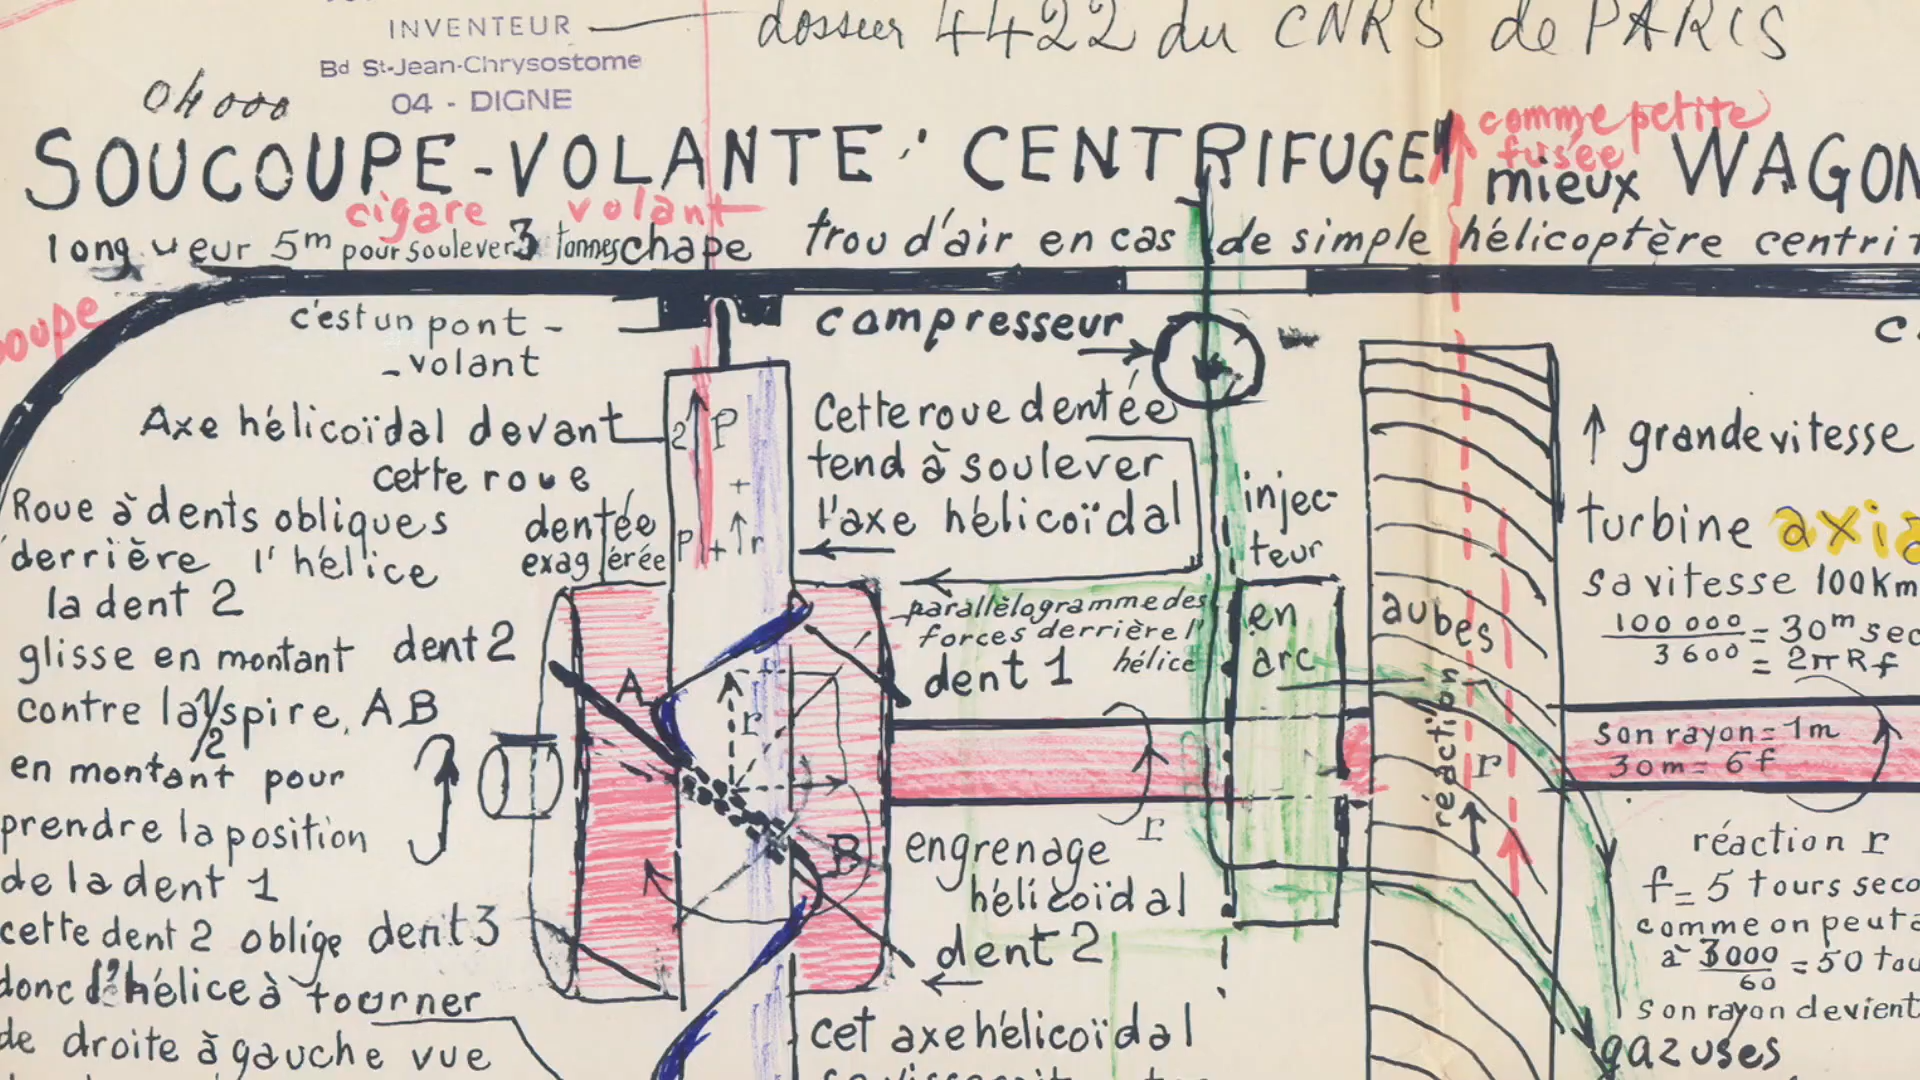 INVENTEUR
dossier 4422 du CNRS de PARIS
Bd St-Jean-Chrysostome
04 - DIGNE
04000
SOUCOUPE-VOLANTE CENTRIFUGE
comme petite
fusée
mieux WAGON
cigare volant
longueur 5m pour soulever 3 tonnes chape
trou d'air en cas de simple hélicoptère
c'est un pont-
-volant
compresseur
Axe hélicoïdal devant
cette roue
dentée
exagérée
2 P
+
P + r
Cette roue dentée
tend à soulever
l'axe hélicoïdal
injec-
teur
en
arc
grande vitesse
turbine
sa vitesse 100km
100 000 = 30m sec
3600 = 2πRf
Roue à dents obliques
derrière l'hélice
la dent 2
glisse en montant
contre la 1/2 spire, AB
en montant pour
prendre la position
de la dent 1
cette dent 2 oblige
donc l'hélice à tourner
de droite à gauche vue
dent 2
dent 3
A
r
B
parallèlogramme des
forces derrière l'
hélice
dent 1
r
engrenage
hélicoïdal
dent 2
cet axe hélicoïdal
aubes
réaction
r
son rayon = 1m
30m = 6f
réaction r
f = 5 tours
comme on peut
à 3000
60
= 50
son rayon devient
gazuses